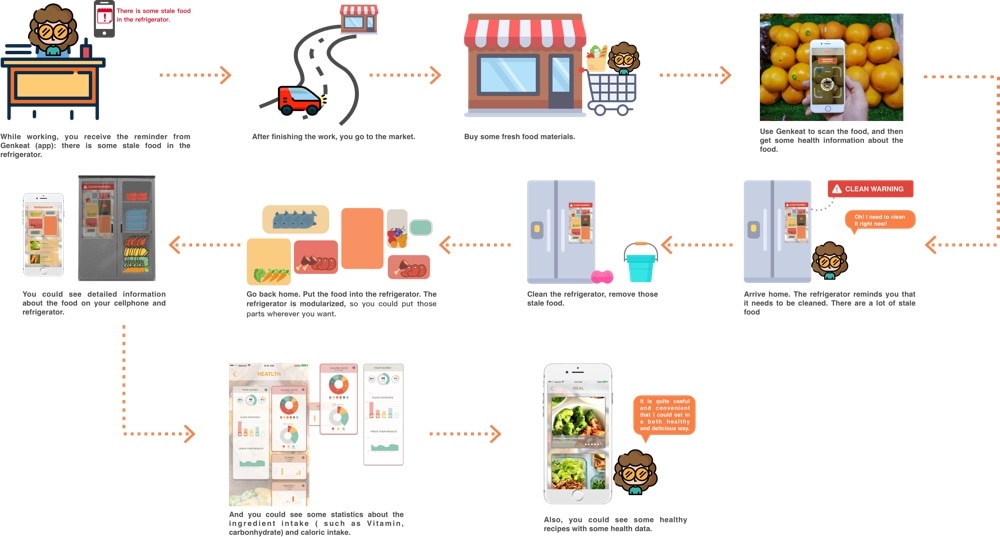 There is some stale food
in the refrigerator.
While working, you receive the reminder from
Genkeat (app): there is some stale food in the
refrigerator.
After finishing the work, you go to the market.
Buy some fresh food materials.
Use Genkeat to scan the food, and then
get some health information about the
food.
CLEAN WARNING
Oh! I need to clean
it right now!
Arrive home. The refrigerator reminds you that
it needs to be cleaned. There are a lot of stale
food
CLEAN WARNING
Clean the refrigerator, remove those
stale food.
Go back home. Put the food into the refrigerator. The
refrigerator is modularized, so you could put those
parts wherever you want.
CLEAN WARNING
You could see detailed information
about the food on your cellphone and
refrigerator.
HEATLTH
And you could see some statistics about the
ingredient intake ( such as Vitamin,
carbonhydrate) and caloric intake.
MEAL
It is quite useful
and convenient
that I could eat in
a both healthy
and delicious way.
Also, you could see some healthy
recipes with some health data.